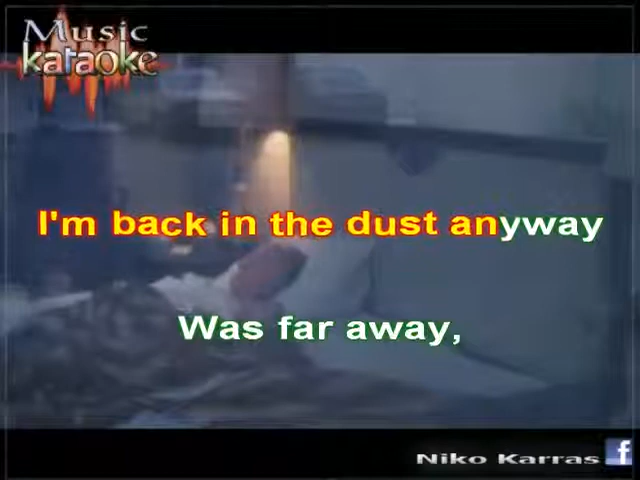 Music
karaoke
I'm back in the dust anyway
Was far away,
Niko Karras f